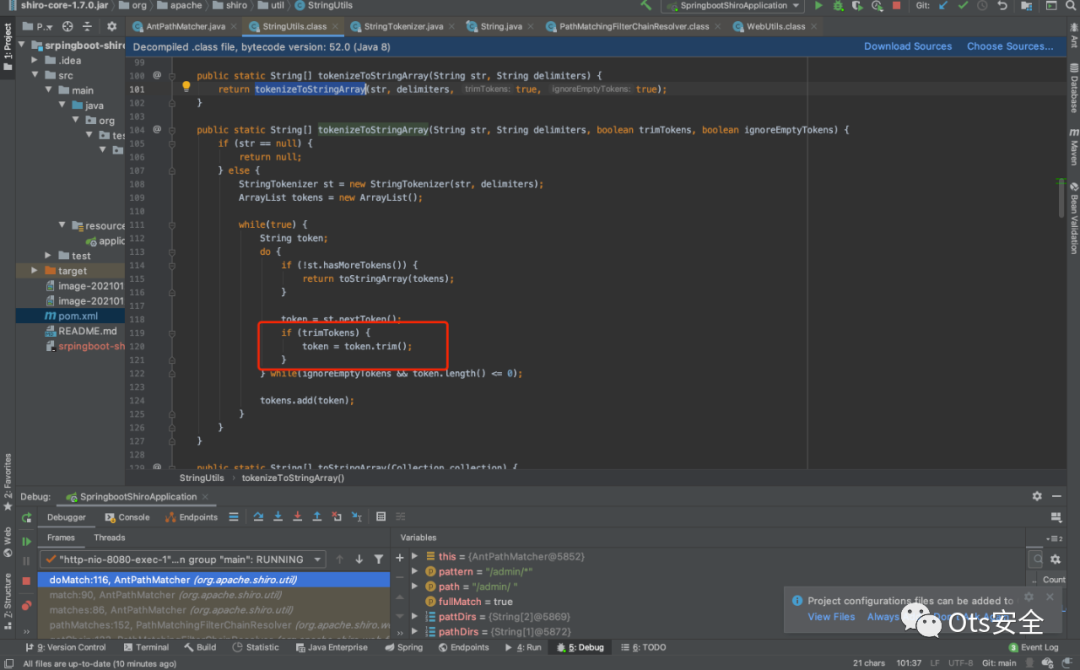 shiro-core-1.7.0.jar org apache shiro util StringUtils
SpringbootShiroApplication Git:
P.. AntPathMatcher.java StringUtils.class StringTokenizer.java String.java PathMatchingFilterChainResolver.class WebUtils.class
Decompiled .class file, bytecode version: 52.0 (Java 8) Download Sources Choose Sources...
1: Project
srpingboot-shiro
.idea
src
main
java
org
resource
applic
test
target
image-202101
image-202101
pom.xml
README.md
srpingboot-sh
99
100 @ public static String[] tokenizeToStringArray(String str, String delimiters) {
101 return tokenizeToStringArray(str, delimiters, trimTokens: true, ignoreEmptyTokens: true);
102 }
103
104 @ public static String[] tokenizeToStringArray(String str, String delimiters, boolean trimTokens, boolean ignoreEmptyTokens) {
105 if (str == null) {
106 return null;
107 } else {
108 StringTokenizer st = new StringTokenizer(str, delimiters);
109 ArrayList tokens = new ArrayList();
110
111 while(true) {
112 String token;
113 do {
114 if (!st.hasMoreTokens()) {
115 return toStringArray(tokens);
116 }
117
118 token = st.nextToken();
119 if (trimTokens) {
120 token = token.trim();
121 }
122 } while(ignoreEmptyTokens && token.length() <= 0);
123
124 tokens.add(token);
125 }
126 }
127 }
128
129 @ public static String[] toStringArray(Collection collection) {
StringUtils › tokenizeToStringArray()
Ant
Database
Maven
Bean Validation
2: Favorites
Web
Z: Structure
Debug: SpringbootShiroApplication
Debugger Console Endpoints
Frames Threads
"http-nio-8080-exec-1"...n group "main": RUNNING
doMatch:116, AntPathMatcher (org.apache.shiro.util)
match:90, AntPathMatcher (org.apache.shiro.util)
matches:86, AntPathMatcher (org.apache.shiro.util)
pathMatches:152, PathMatchingFilterChainResolver (org.apache.shiro.we
Variables
this = {AntPathMatcher@5852}
pattern = "/admin/*"
path = "/admin/ "
fullMatch = true
pattDirs = {String[2]@5869}
pathDirs = {String[1]@5872}
Count
Project configurations files can be added to
View Files Always
Ots安全
9: Version Control Terminal Build Statistic Java Enterprise Spring Endpoints 4: Run 5: Debug 6: TODO Event Log
All files are up-to-date (10 minutes ago) 21 chars 101:37 LF UTF-8 Git: main